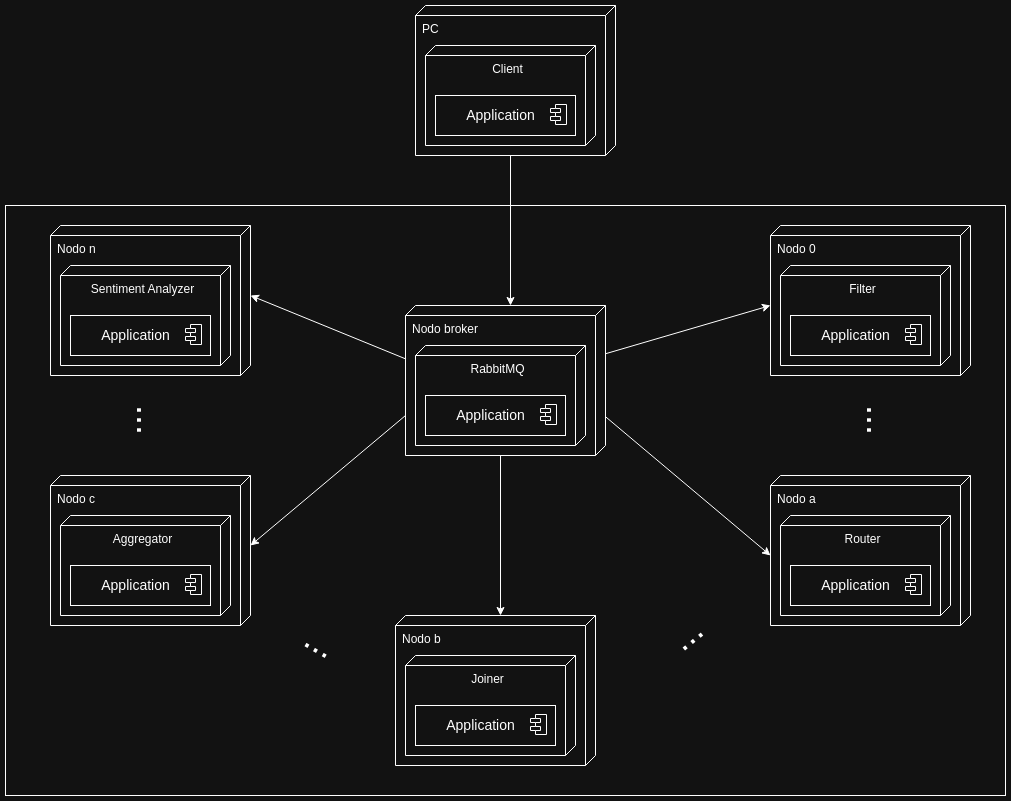 PC
Client
Application
Nodo n
Sentiment Analyzer
Application
Nodo 0
Filter
Application
Nodo broker
RabbitMQ
Application
Nodo c
Aggregator
Application
Nodo a
Router
Application
Nodo b
Joiner
Application